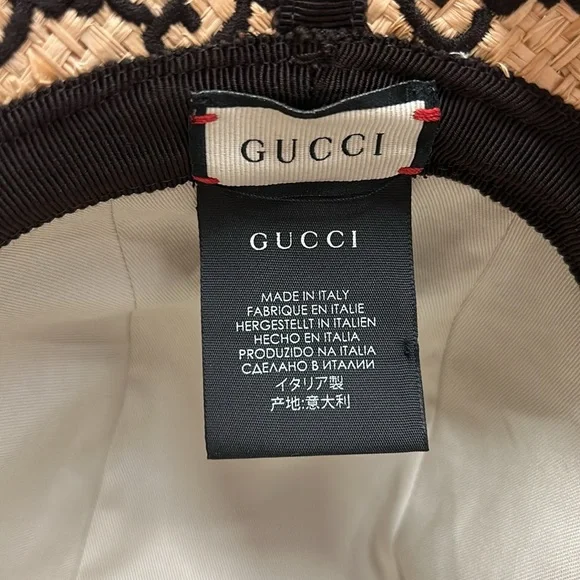 GUCCI
GUCCI
MADE IN ITALY
FABRIQUE EN ITALIE
HERGESTELLT IN ITALIEN
HECHO EN ITALIA
PRODUZIDO NA ITALIA
СДЕЛАНО В ИТАЛИИ
イタリア製
产地:意大利